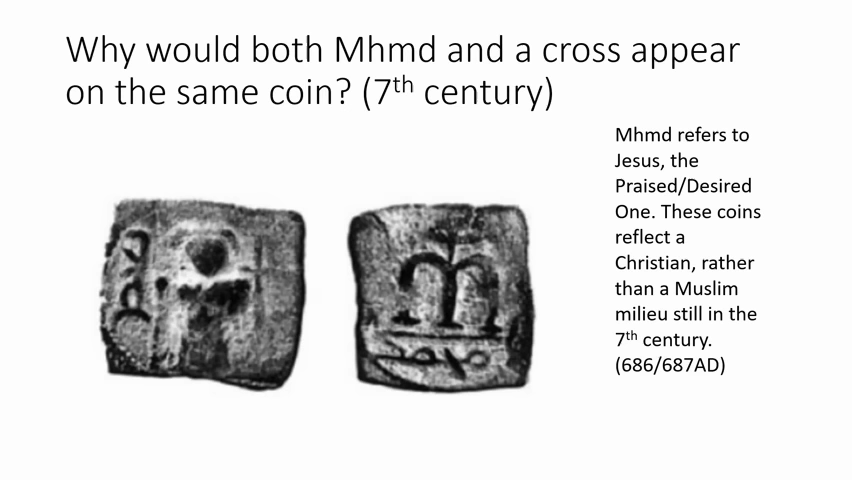 Why would both Mhmd and a cross appear
on the same coin? (7th century)
Mhmd refers to
Jesus, the
Praised/Desired
One. These coins
reflect a
Christian, rather
than a Muslim
milieu still in the
7th century.
(686/687AD)